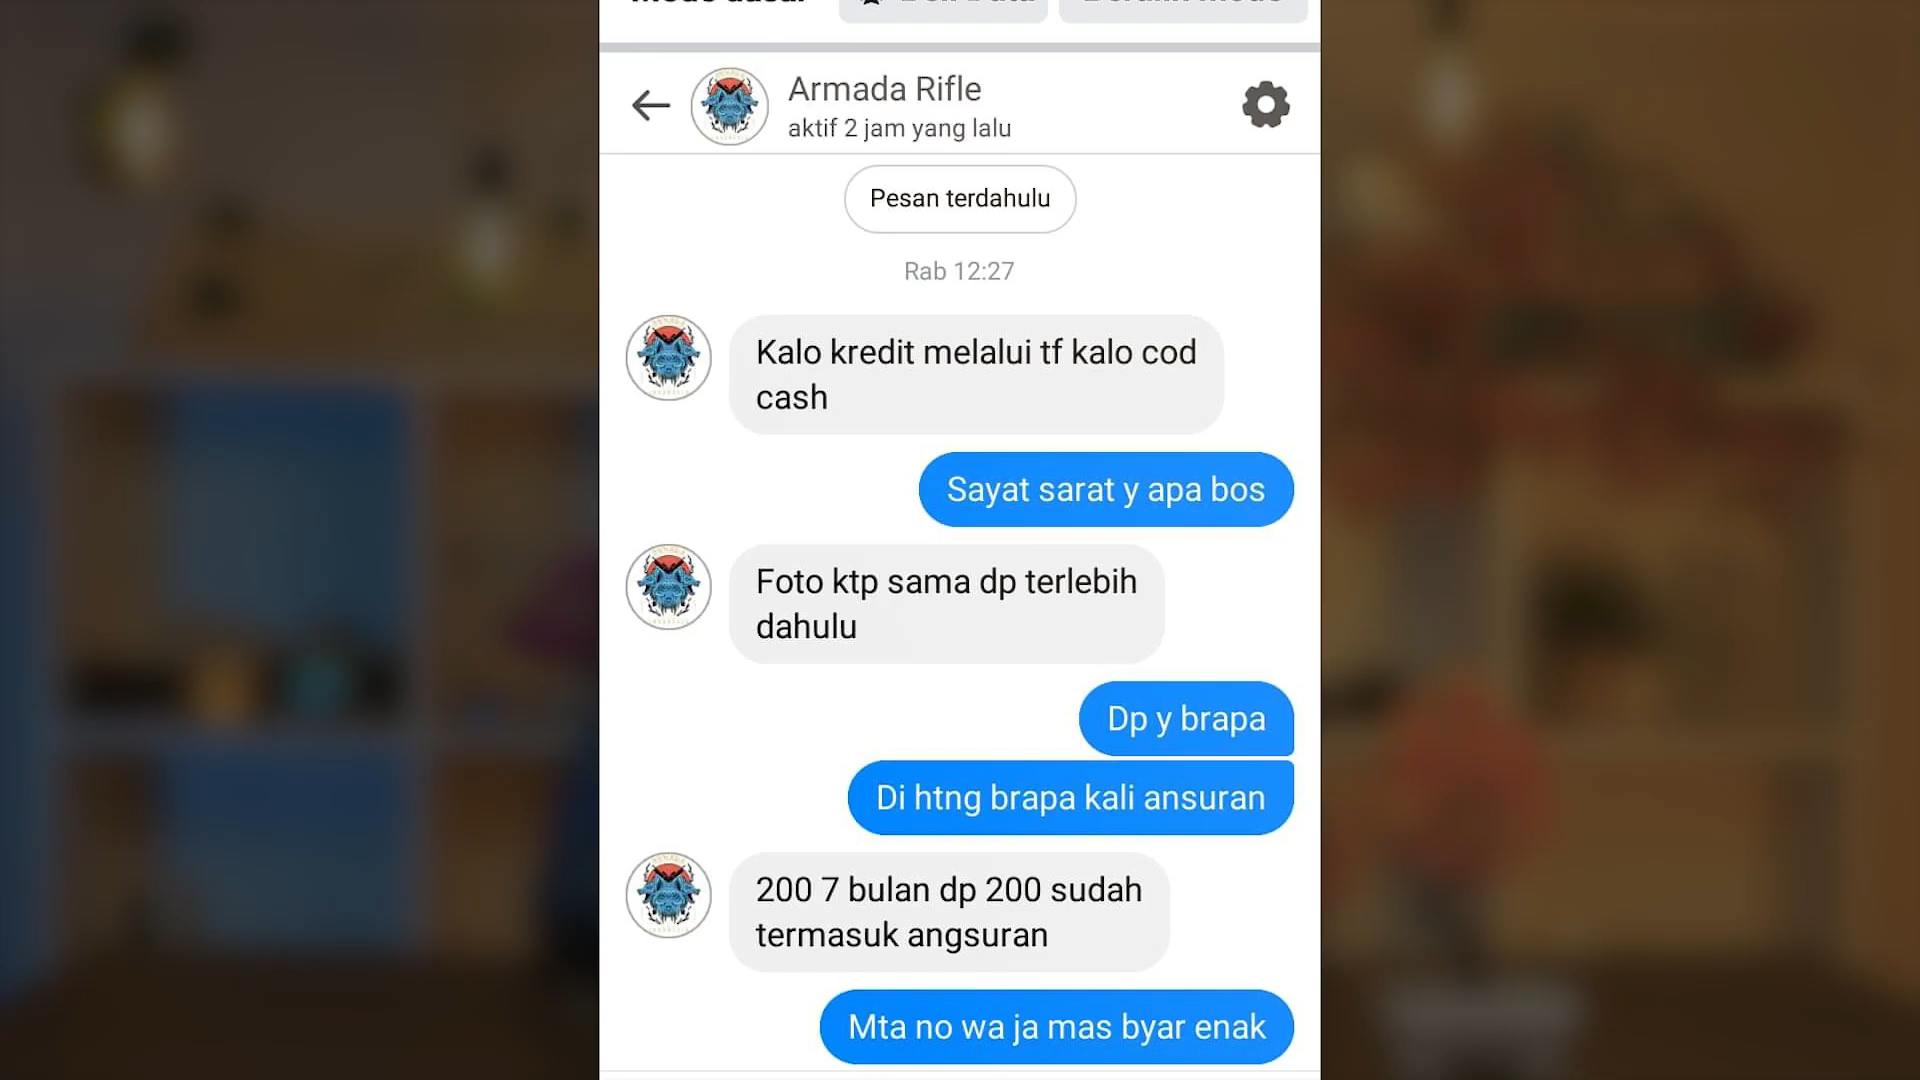 Armada Rifle
aktif 2 jam yang lalu
Pesan terdahulu
Rab 12:27
Kalo kredit melalui tf kalo cod
cash
Sayat sarat y apa bos
Foto ktp sama dp terlebih
dahulu
Dp y brapa
Di htng brapa kali ansuran
200 7 bulan dp 200 sudah
termasuk angsuran
Mta no wa ja mas byar enak